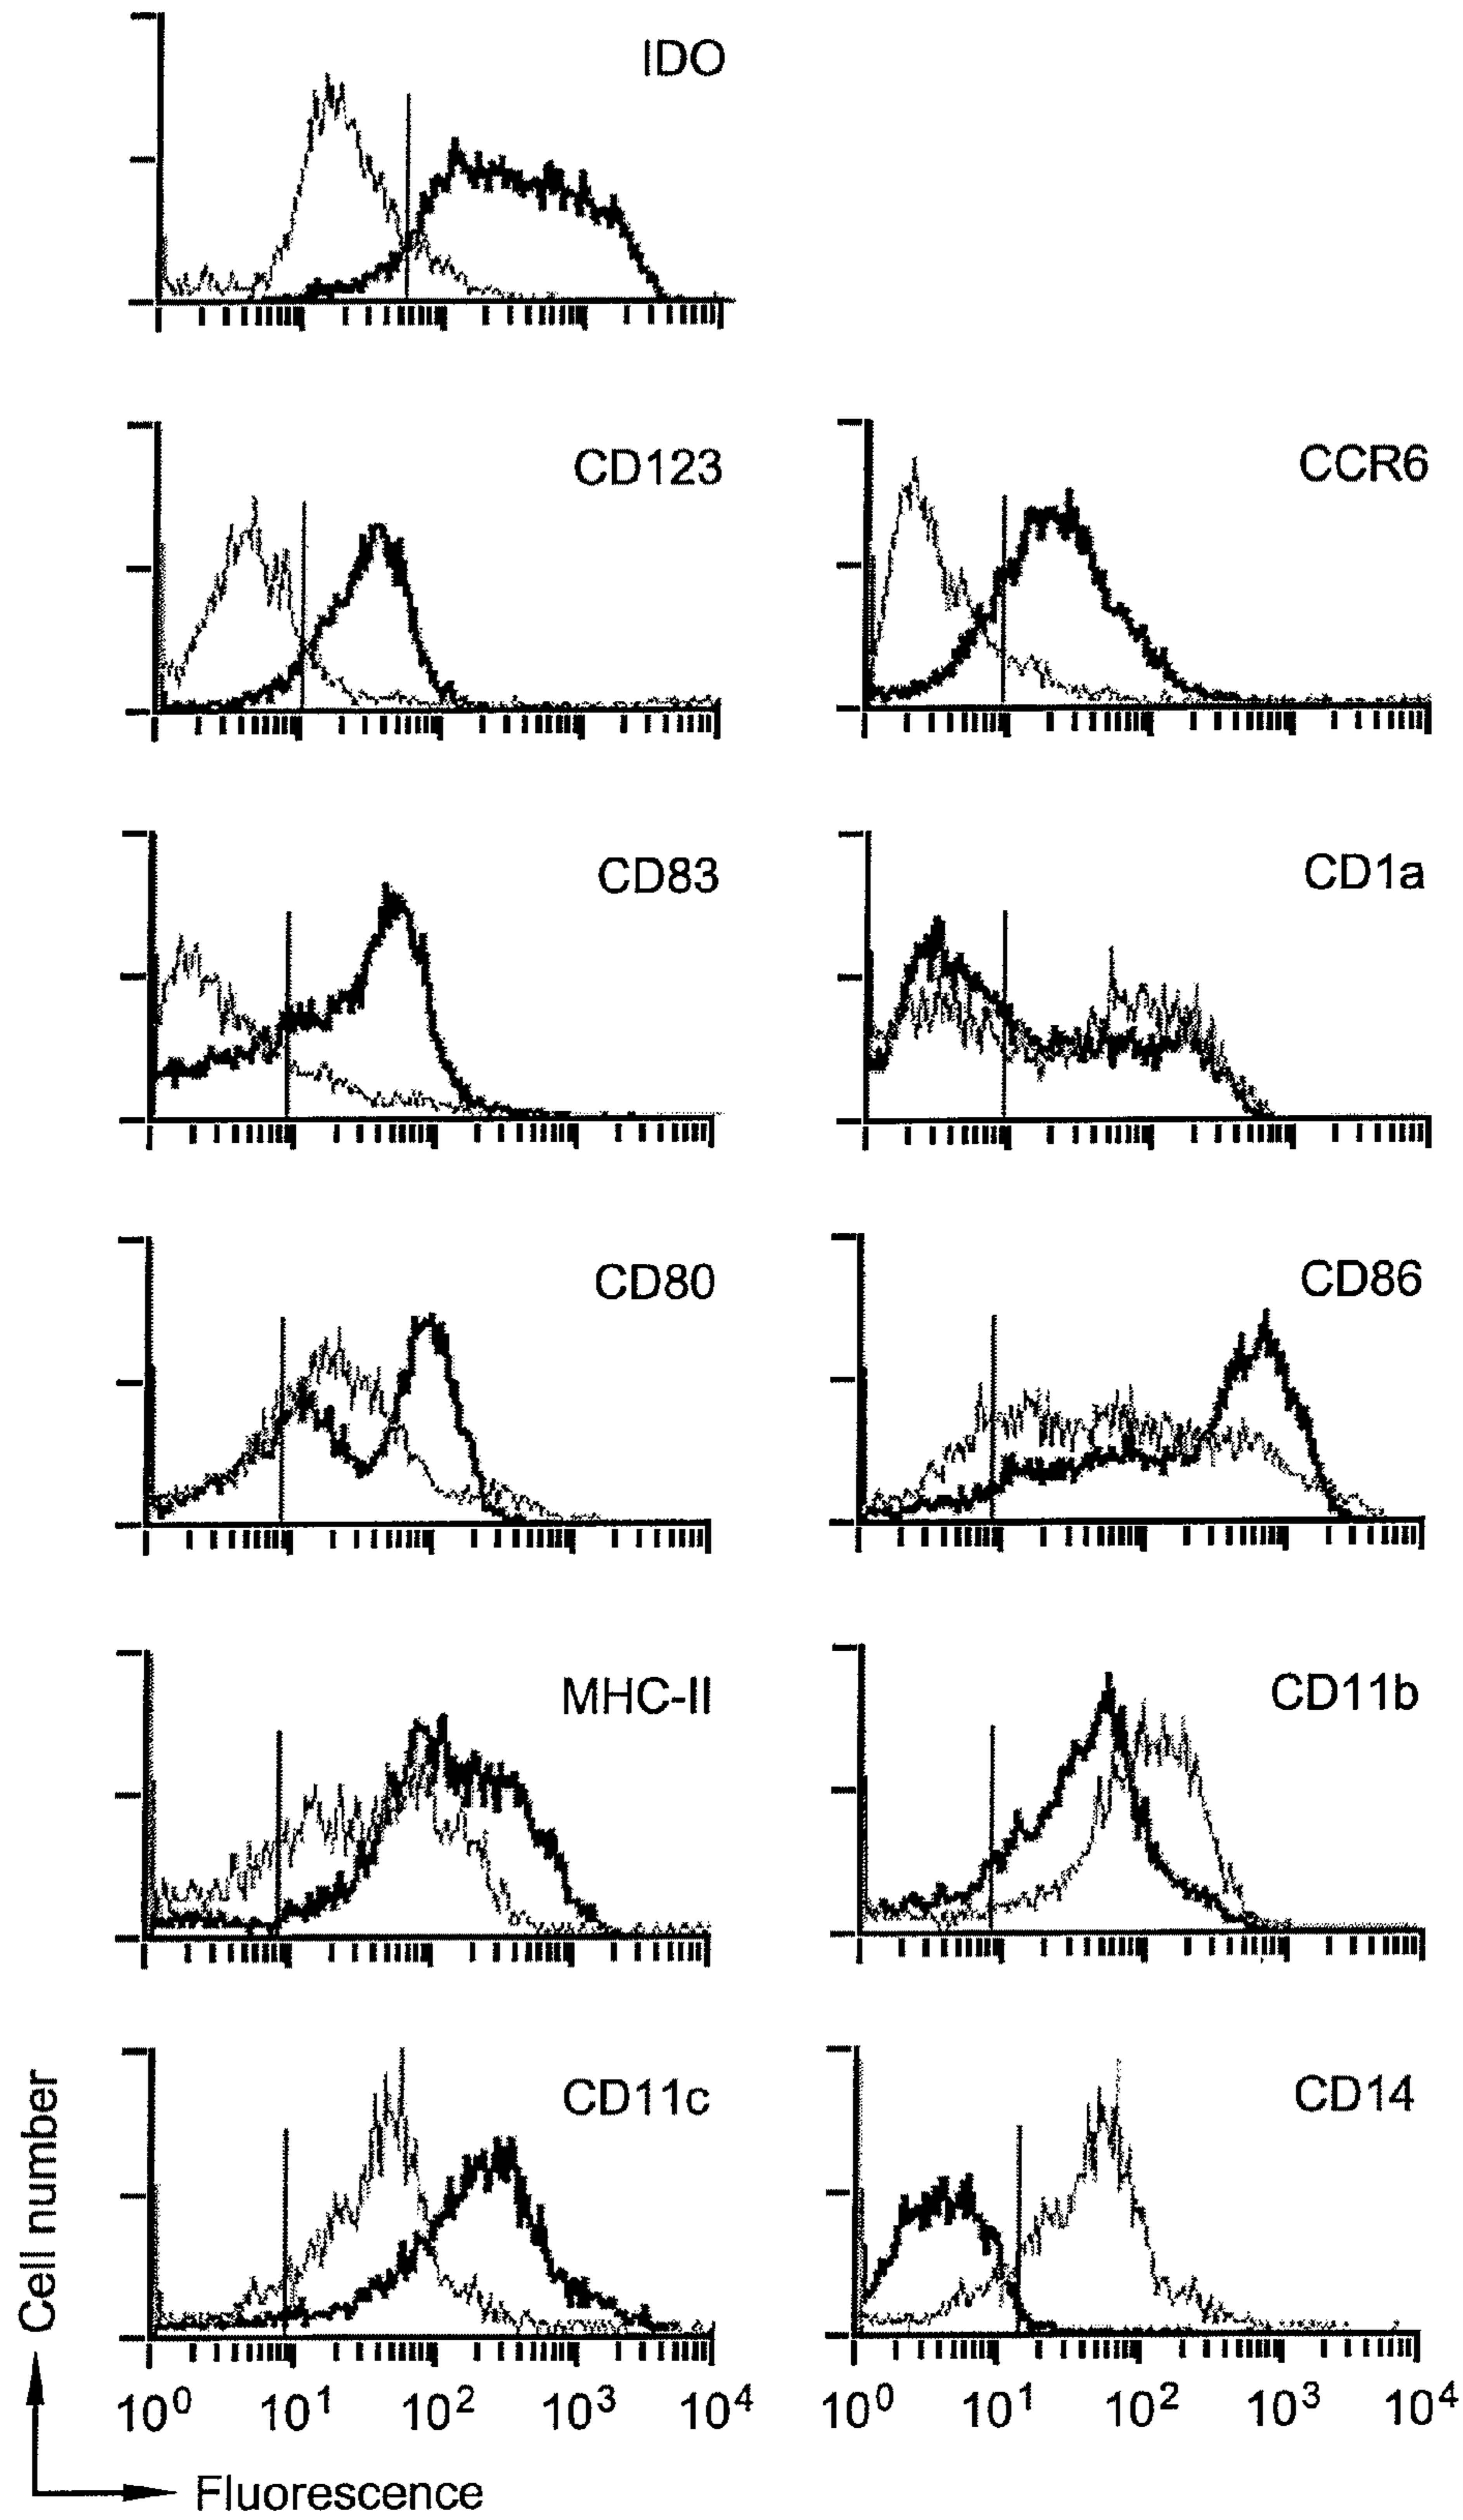 IDO
CD123
CCR6
CD83
CD1a
CD80
CD86
MHC-II
CD11b
CD11c
CD14
Cell number
10⁰ 10¹ 10² 10³ 10⁴
10⁰ 10¹ 10² 10³ 10⁴
Fluorescence